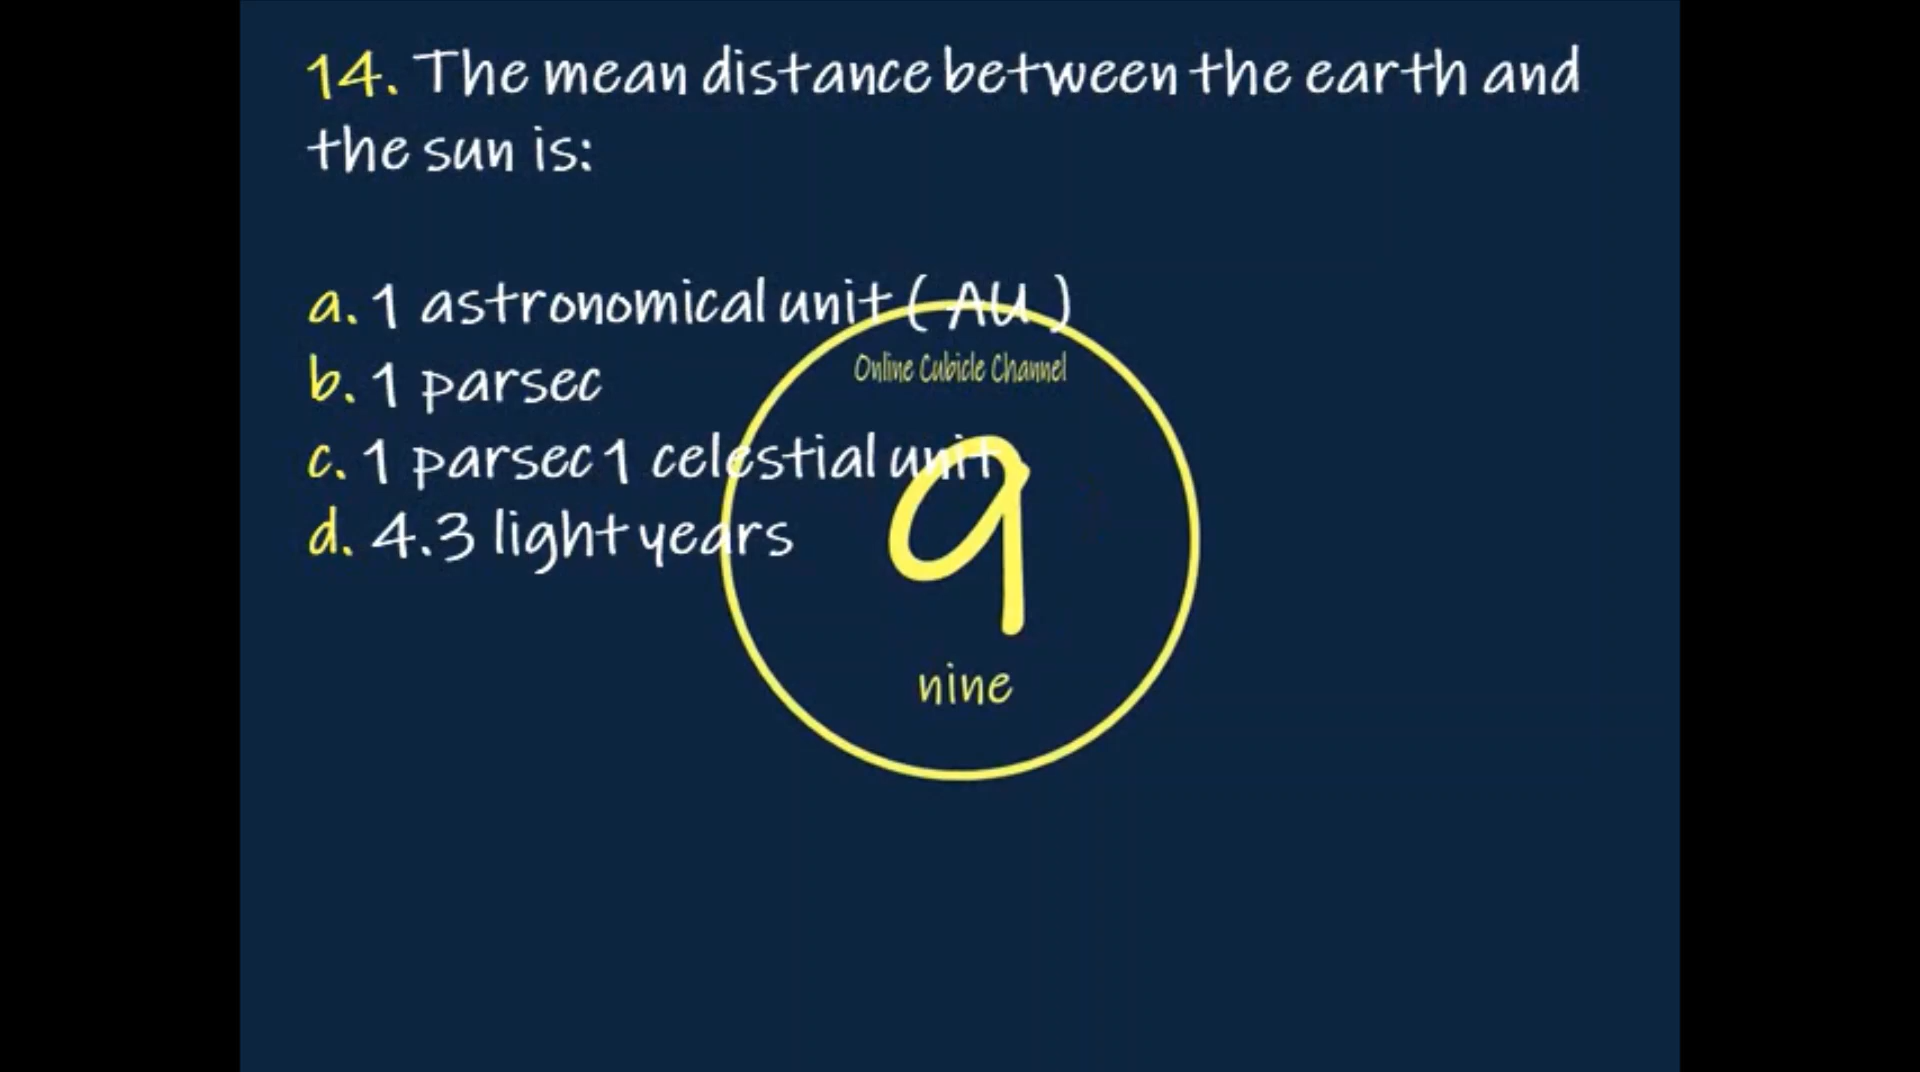 14. The mean distance between the earth and
the sun is:
a. 1 astronomical unit ( AU )
Online Cubicle Channel
b. 1 parsec
c. 1 parsec 1 celestial unit
9
d. 4.3 light years
nine